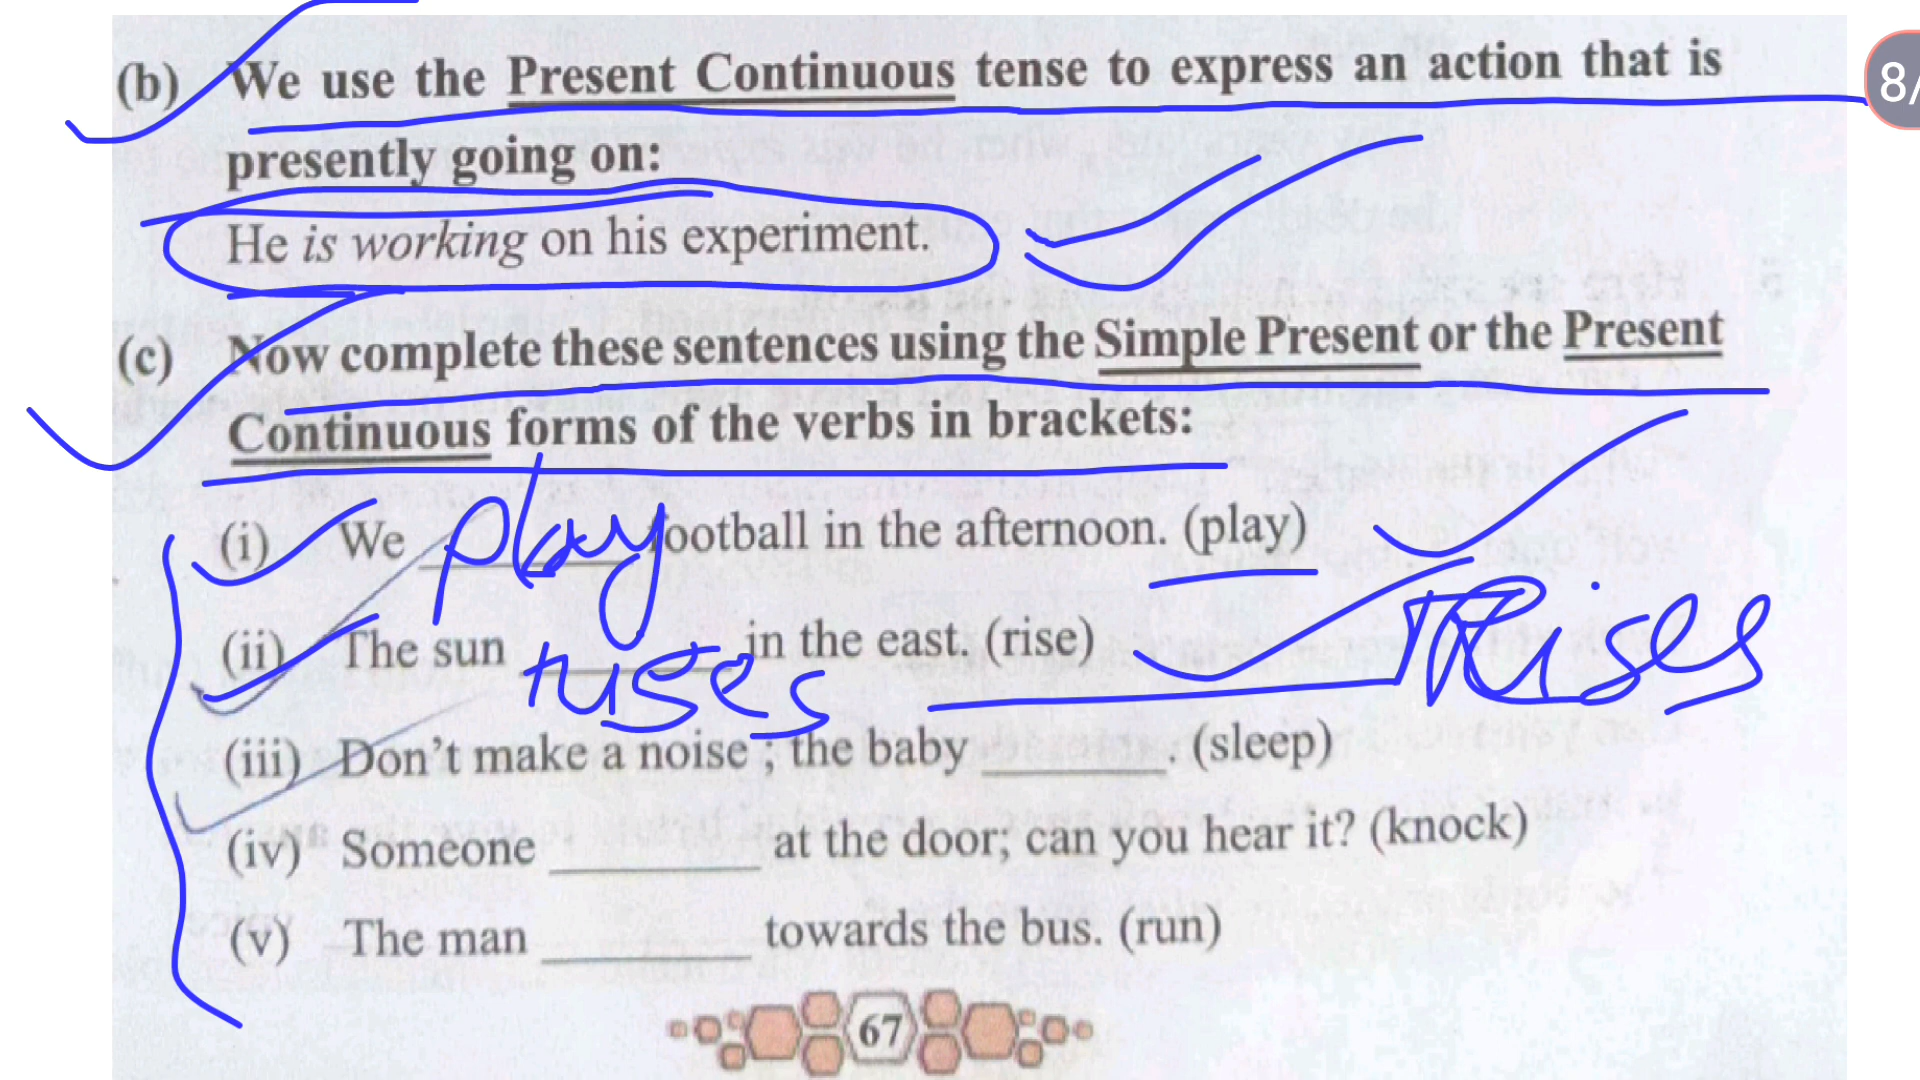 (b) We use the Present Continuous tense to express an action that is
presently going on:
He is working on his experiment.
(c) Now complete these sentences using the Simple Present or the Present
Continuous forms of the verbs in brackets:
(i) We play football in the afternoon. (play)
(ii) The sun rises in the east. (rise) Rises
(iii) Don't make a noise ; the baby ________. (sleep)
(iv) Someone ________ at the door; can you hear it? (knock)
(v) The man ________ towards the bus. (run)
67
8/